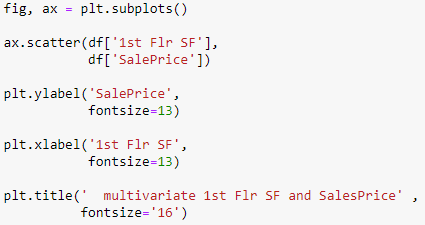 fig, ax = plt.subplots()
ax.scatter(df['1st Flr SF'],
           df['SalePrice'])
plt.ylabel('SalePrice',
           fontsize=13)
plt.xlabel('1st Flr SF',
           fontsize=13)
plt.title('  multivariate 1st Flr SF and SalesPrice' ,
          fontsize='16')